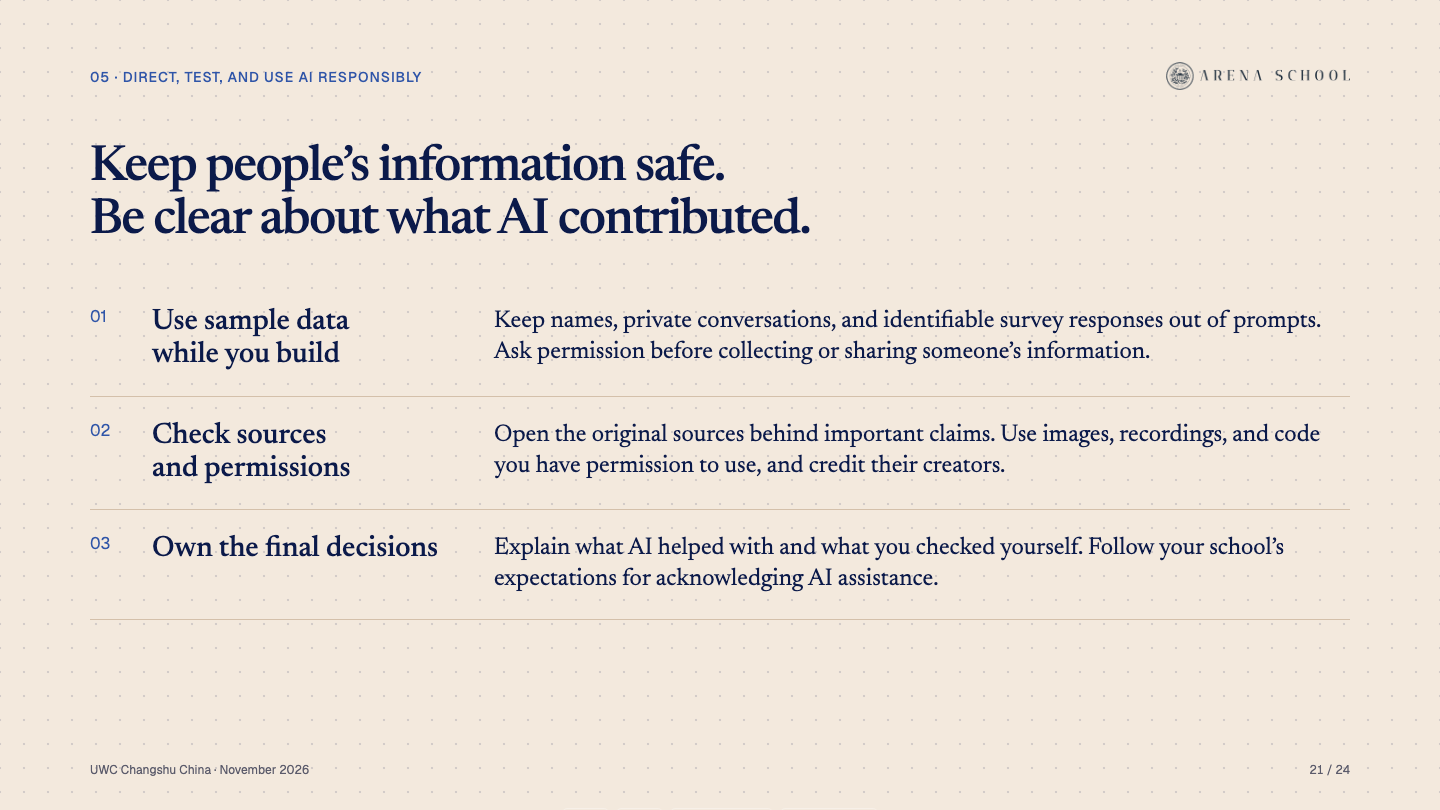 05 · DIRECT, TEST, AND USE AI RESPONSIBLY
ARENA SCHOOL
Keep people’s information safe.
Be clear about what AI contributed.
01
Use sample data
while you build
Keep names, private conversations, and identifiable survey responses out of prompts.
Ask permission before collecting or sharing someone’s information.
02
Check sources
and permissions
Open the original sources behind important claims. Use images, recordings, and code
you have permission to use, and credit their creators.
03
Own the final decisions
Explain what AI helped with and what you checked yourself. Follow your school’s
expectations for acknowledging AI assistance.
UWC Changshu China · November 2026
21 / 24